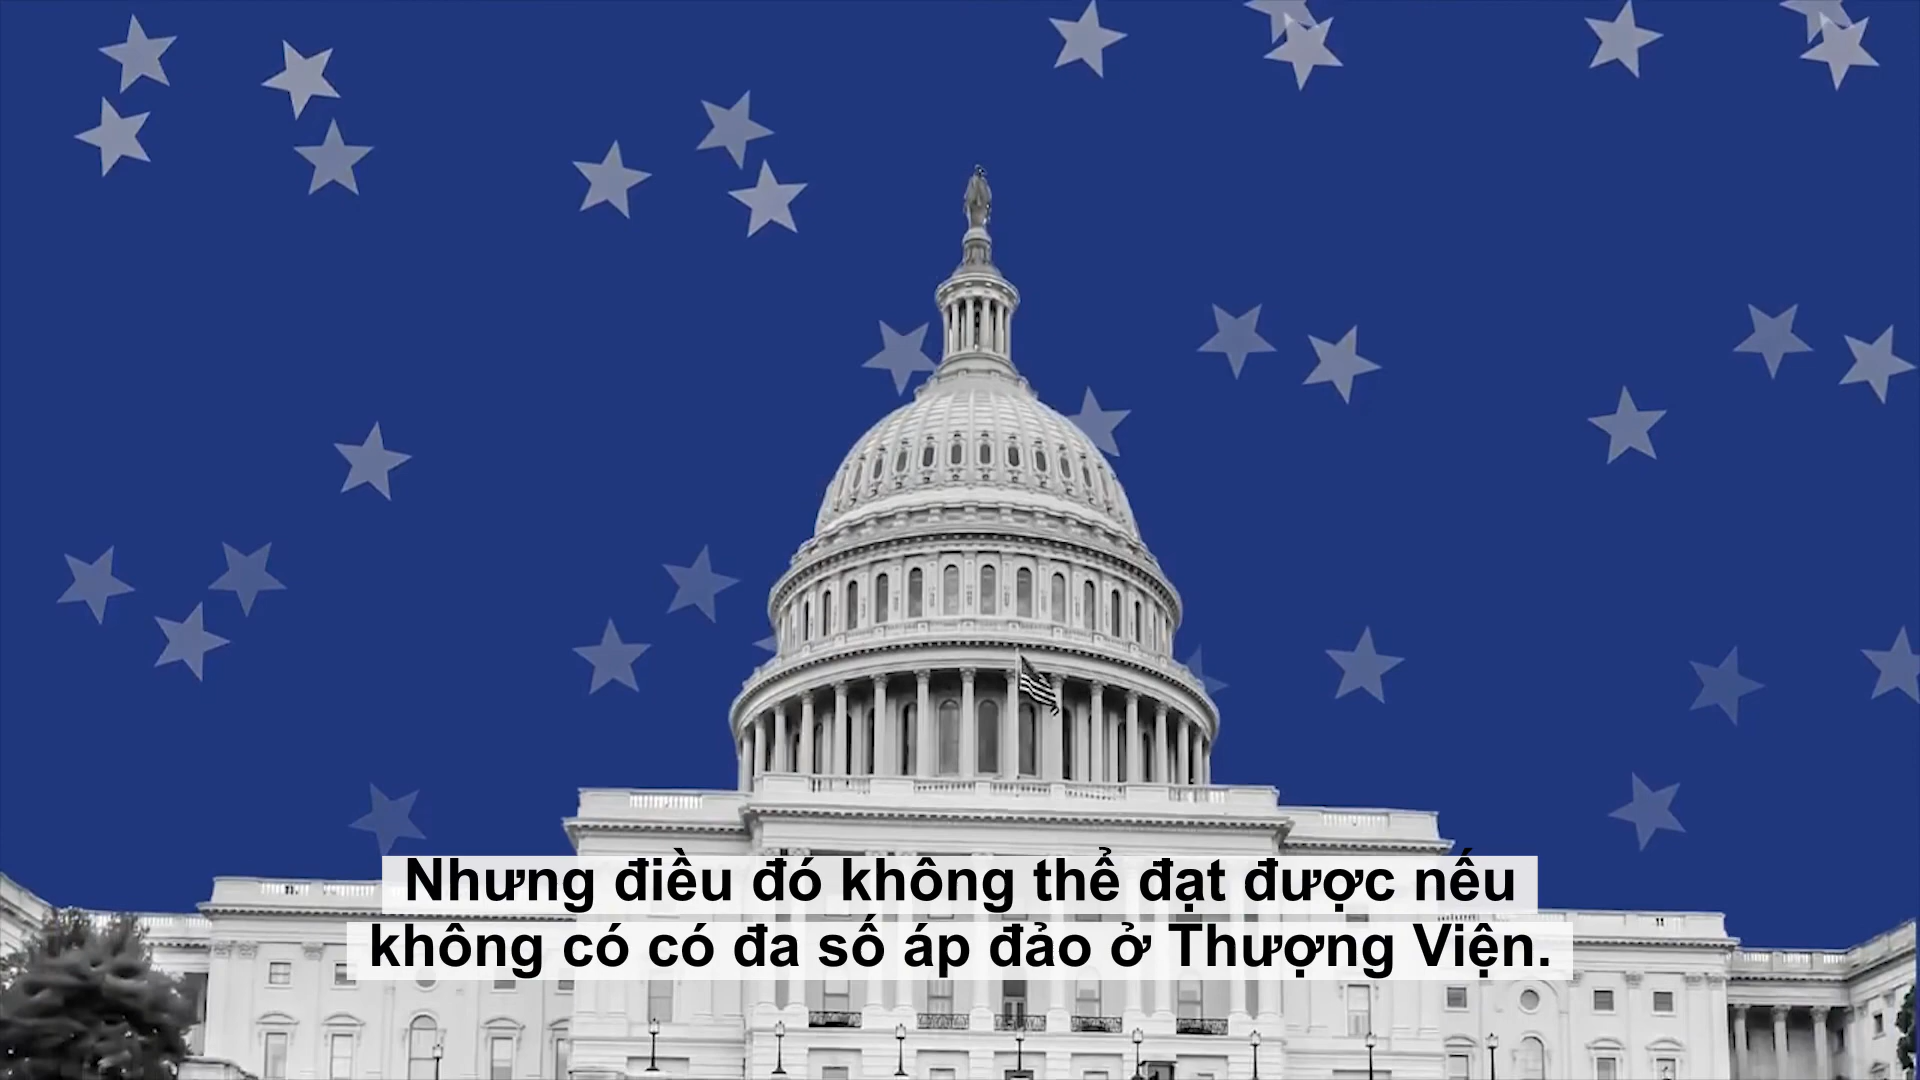 Nhưng điều đó không thể đạt được nếu
không có có đa số áp đảo ở Thượng Viện.